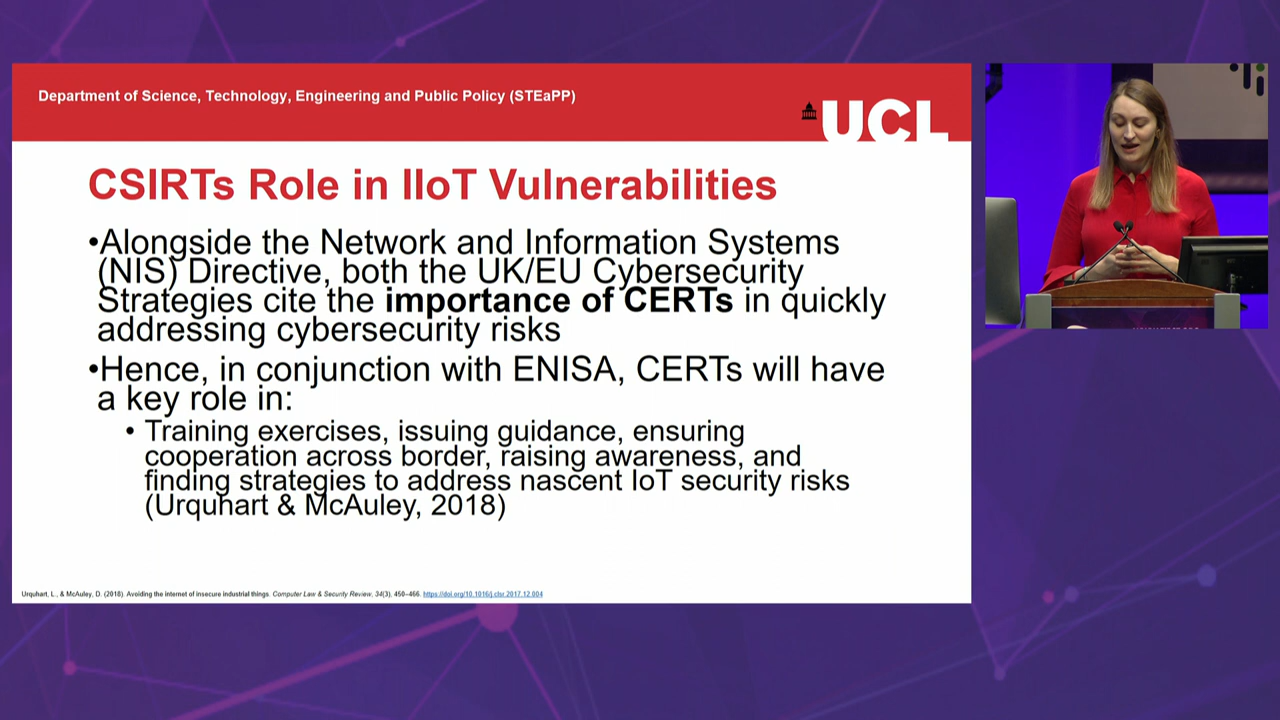 Department of Science, Technology, Engineering and Public Policy (STEaPP)
UCL
CSIRTs Role in IIoT Vulnerabilities
•Alongside the Network and Information Systems
(NIS) Directive, both the UK/EU Cybersecurity
Strategies cite the importance of CERTs in quickly
addressing cybersecurity risks
•Hence, in conjunction with ENISA, CERTs will have
a key role in:
• Training exercises, issuing guidance, ensuring
cooperation across border, raising awareness, and
finding strategies to address nascent IoT security risks
(Urquhart & McAuley, 2018)
Urquhart, L., & McAuley, D. (2018). Avoiding the internet of insecure industrial things. Computer Law & Security Review, 34(3), 450–466. https://doi.org/10.1016/j.clsr.2017.12.004